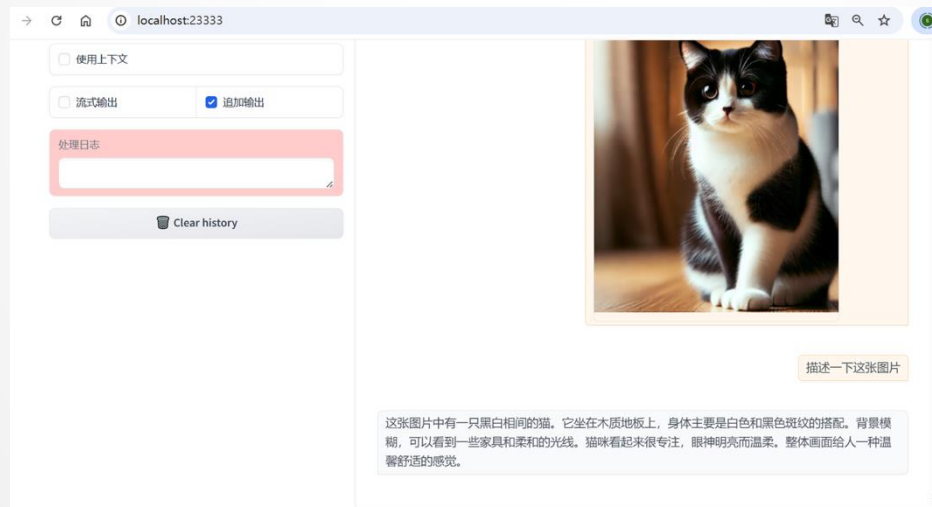 localhost:23333
使用上下文
流式输出
追加输出
处理日志
Clear history
描述一下这张图片
这张图片中有一只黑白相间的猫。它坐在木质地板上，身体主要是白色和黑色斑纹的搭配。背景模
糊，可以看到一些家具和柔和的光线。猫咪看起来很专注，眼神明亮而温柔。整体画面给人一种温
馨舒适的感觉。